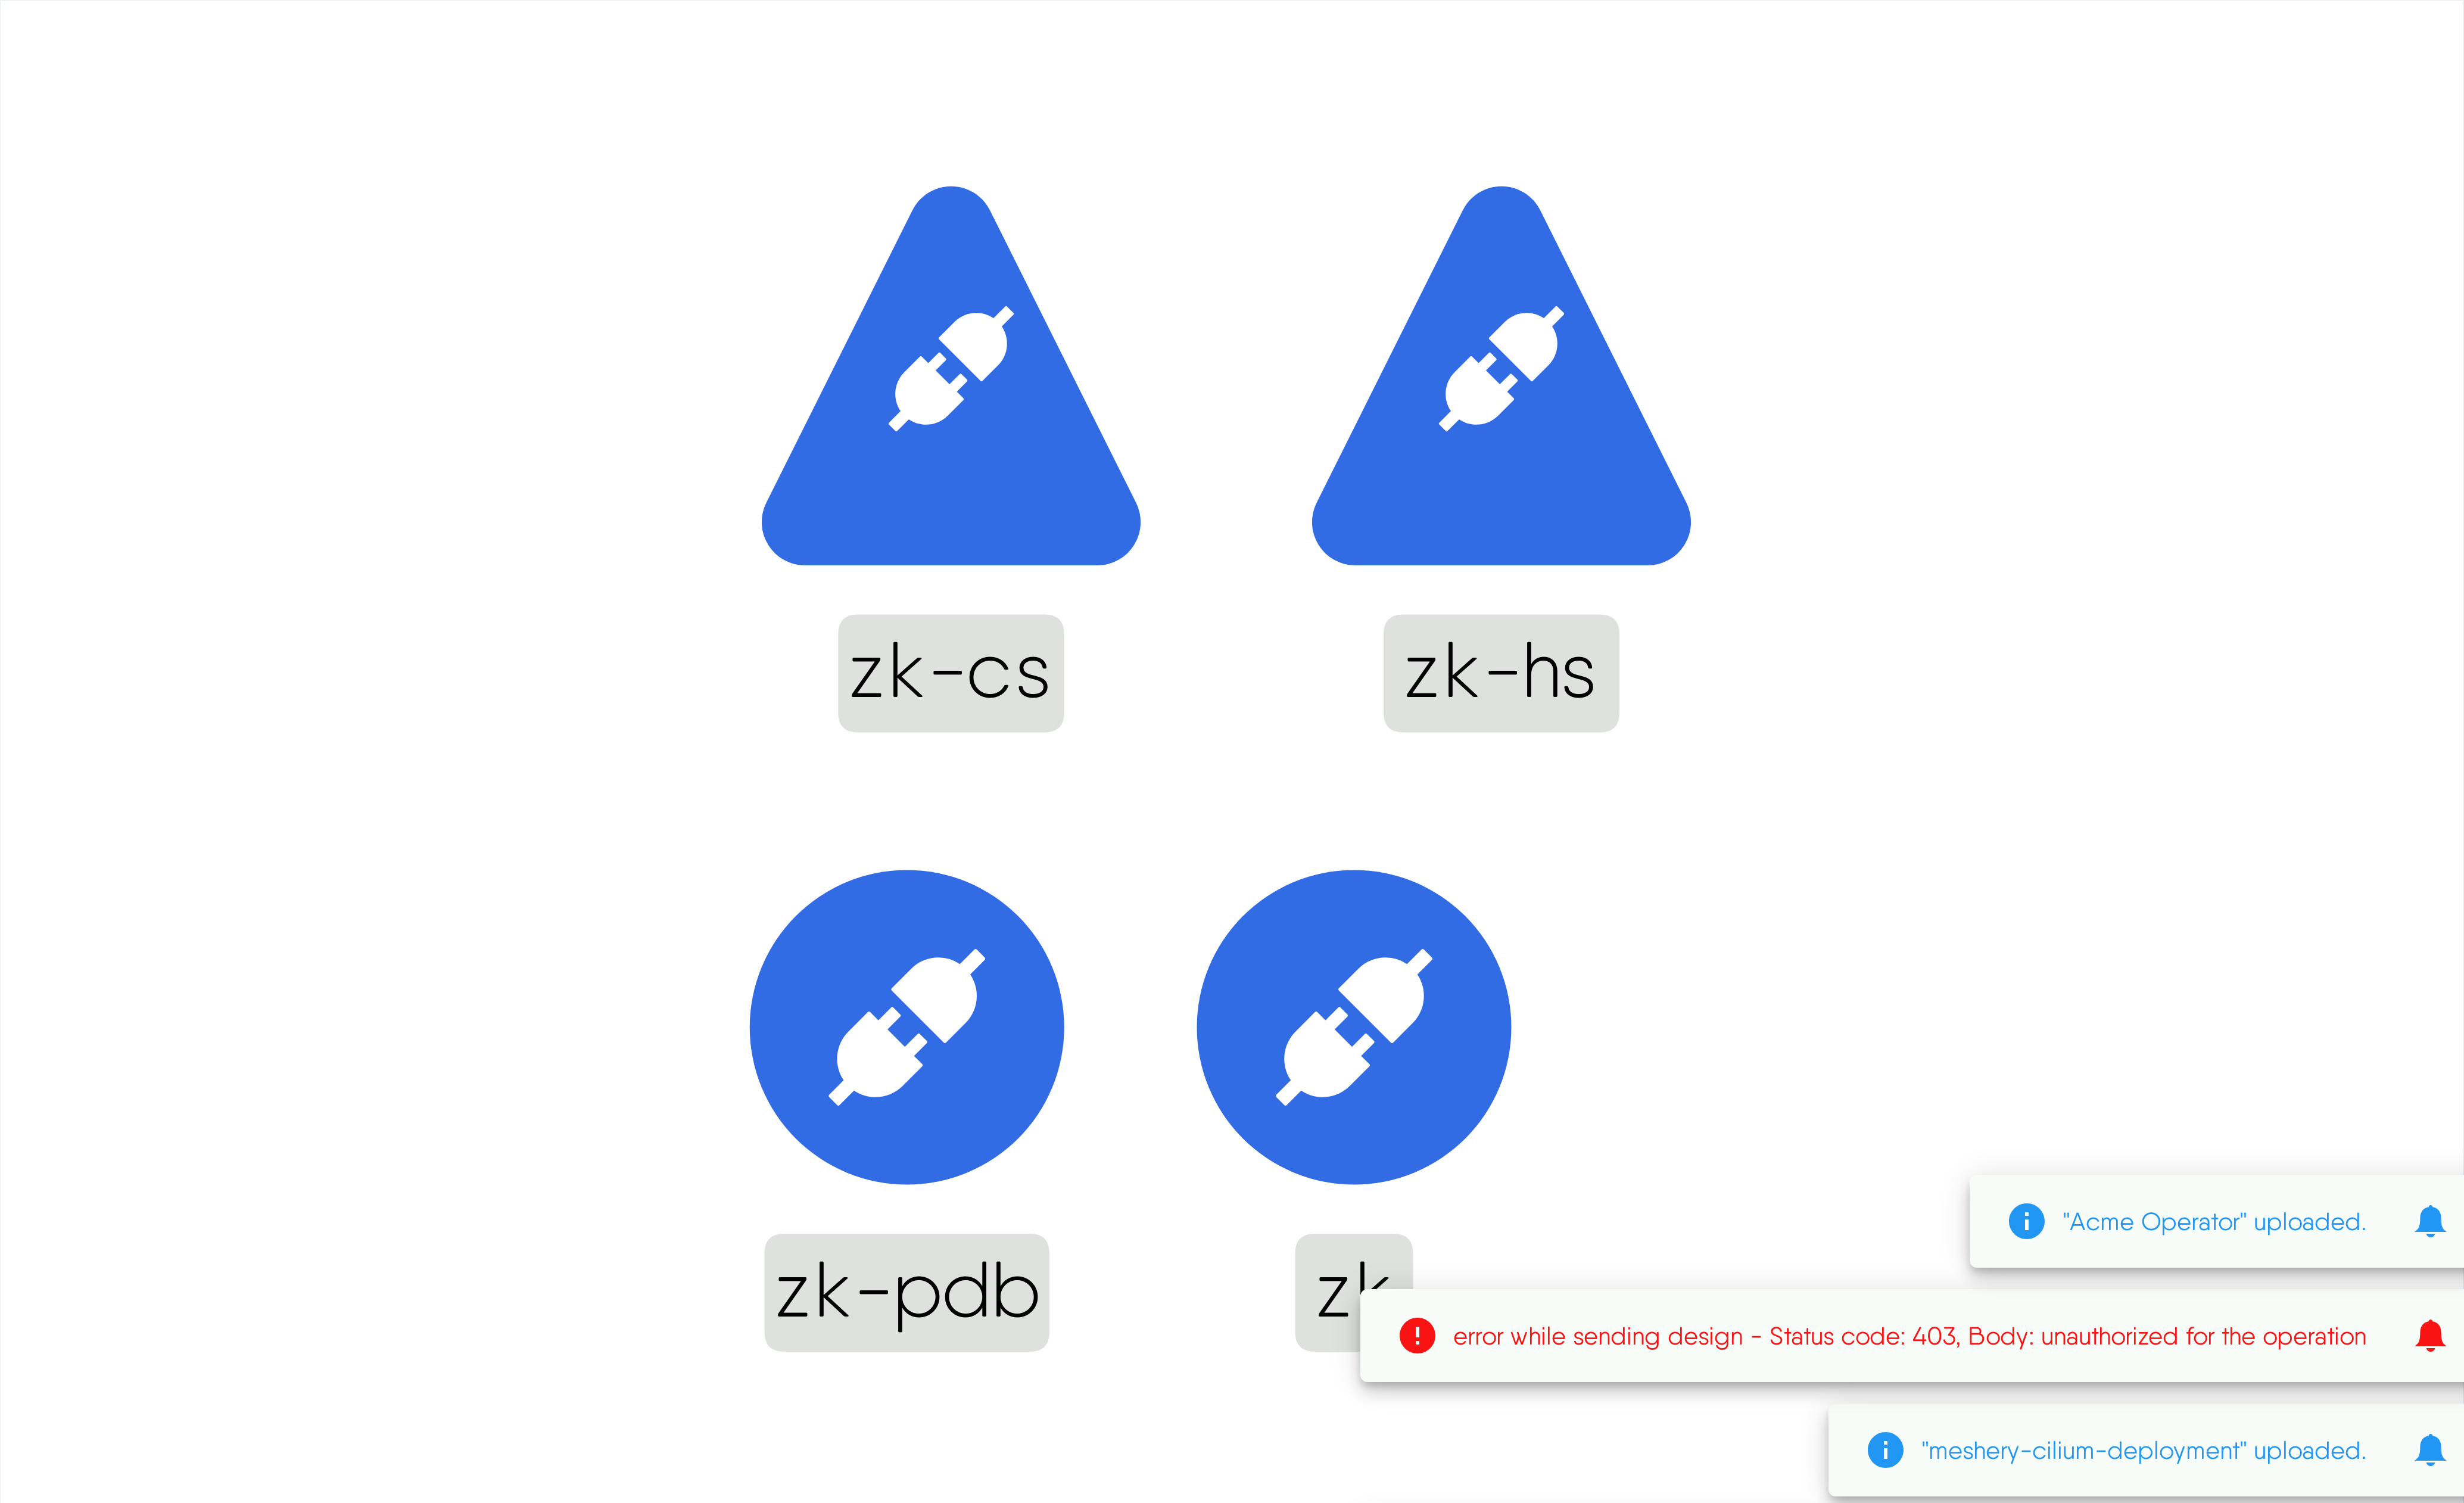 zk-cs
zk-hs
zk-pdb
zk
"Acme Operator" uploaded.
error while sending design - Status code: 403, Body: unauthorized for the operation
"meshery-cilium-deployment" uploaded.